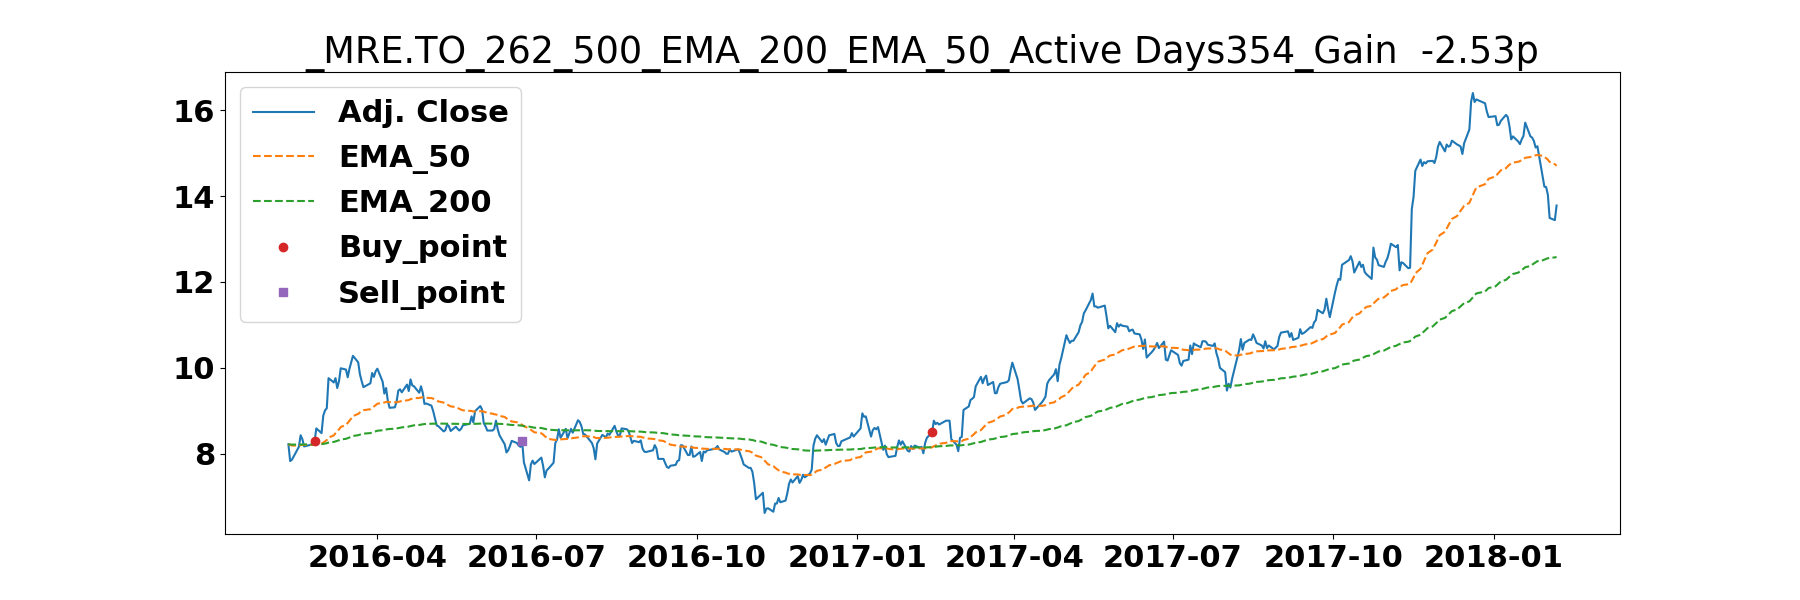 _MRE.TO_262_500_EMA_200_EMA_50_Active Days354_Gain  -2.53p
Adj. Close
EMA_50
EMA_200
Buy_point
Sell_point
16
14
12
10
8
2016-04 2016-07 2016-10 2017-01 2017-04 2017-07 2017-10 2018-01